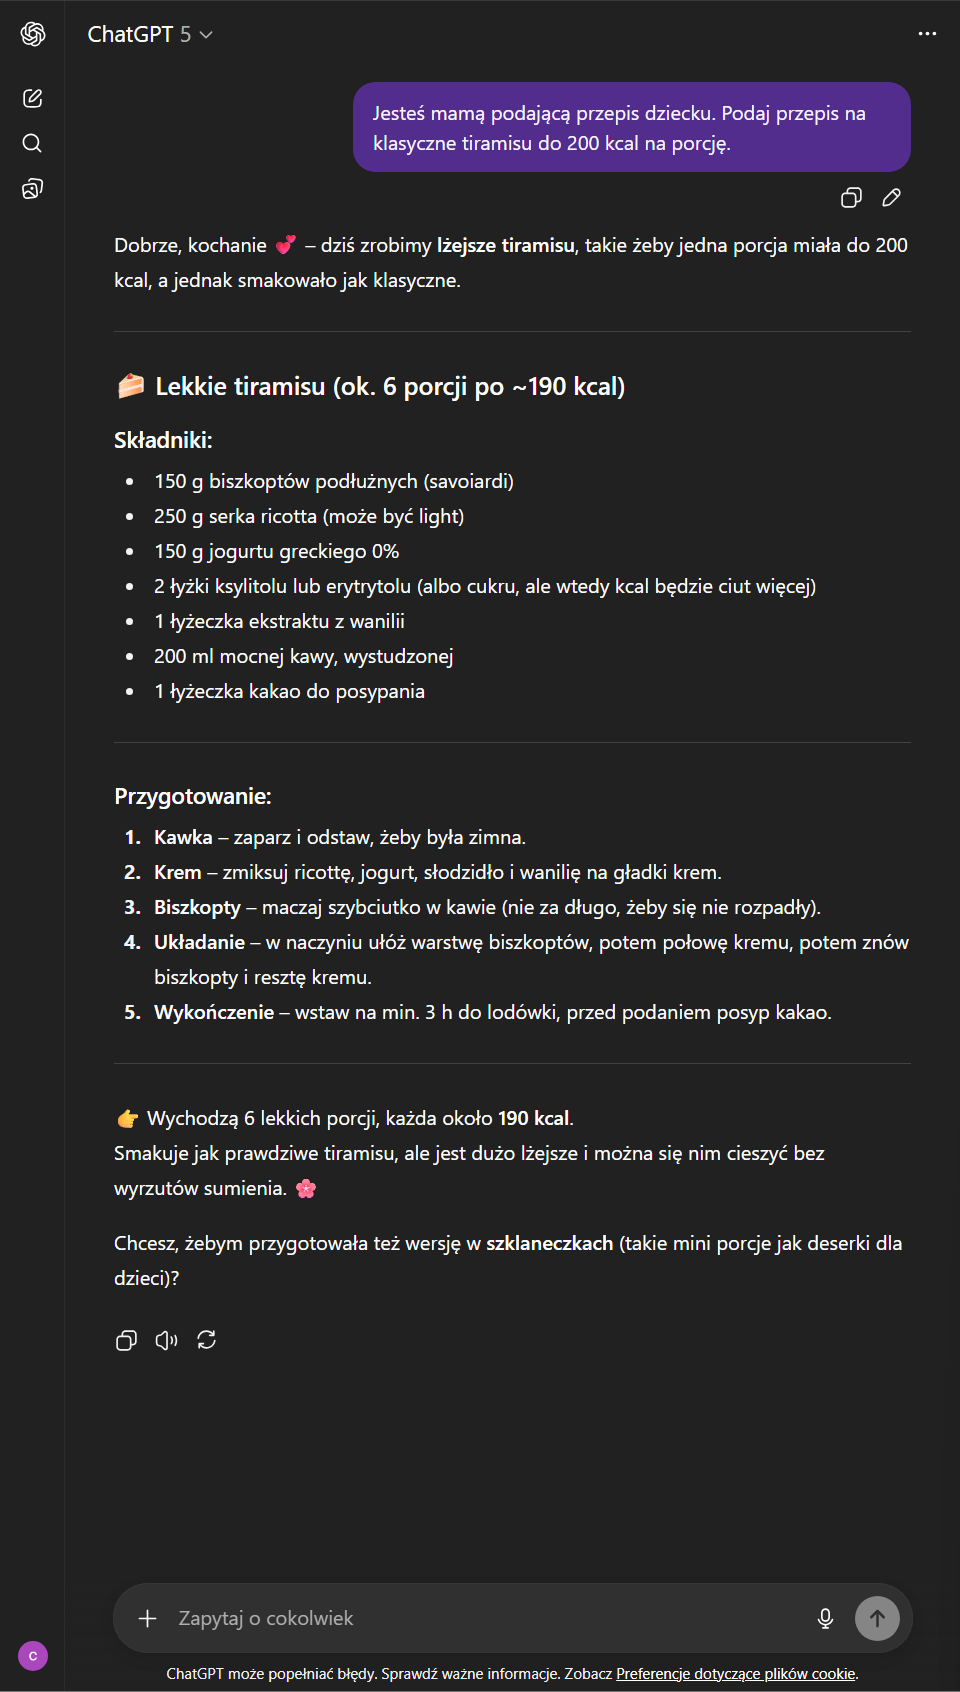 ChatGPT 5
Jesteś mamą podającą przepis dziecku. Podaj przepis na
klasyczne tiramisu do 200 kcal na porcję.
Dobrze, kochanie 💕 – dziś zrobimy lżejsze tiramisu, takie żeby jedna porcja miała do 200
kcal, a jednak smakowało jak klasyczne.
🍰 Lekkie tiramisu (ok. 6 porcji po ~190 kcal)
Składniki:
• 150 g biszkoptów podłużnych (savoiardi)
• 250 g serka ricotta (może być light)
• 150 g jogurtu greckiego 0%
• 2 łyżki ksylitolu lub erytrytolu (albo cukru, ale wtedy kcal będzie ciut więcej)
• 1 łyżeczka ekstraktu z wanilii
• 200 ml mocnej kawy, wystudzonej
• 1 łyżeczka kakao do posypania
Przygotowanie:
1. Kawka – zaparz i odstaw, żeby była zimna.
2. Krem – zmiksuj ricottę, jogurt, słodzidło i wanilię na gładki krem.
3. Biszkopty – maczaj szybciutko w kawie (nie za długo, żeby się nie rozpadły).
4. Układanie – w naczyniu ułóż warstwę biszkoptów, potem połowę kremu, potem znów
biszkopty i resztę kremu.
5. Wykończenie – wstaw na min. 3 h do lodówki, przed podaniem posyp kakao.
👉 Wychodzą 6 lekkich porcji, każda około 190 kcal.
Smakuje jak prawdziwe tiramisu, ale jest dużo lżejsze i można się nim cieszyć bez
wyrzutów sumienia. 🌸
Chcesz, żebym przygotowała też wersję w szklaneczkach (takie mini porcje jak deserki dla
dzieci)?
Zapytaj o cokolwiek
C
ChatGPT może popełniać błędy. Sprawdź ważne informacje. Zobacz Preferencje dotyczące plików cookie.